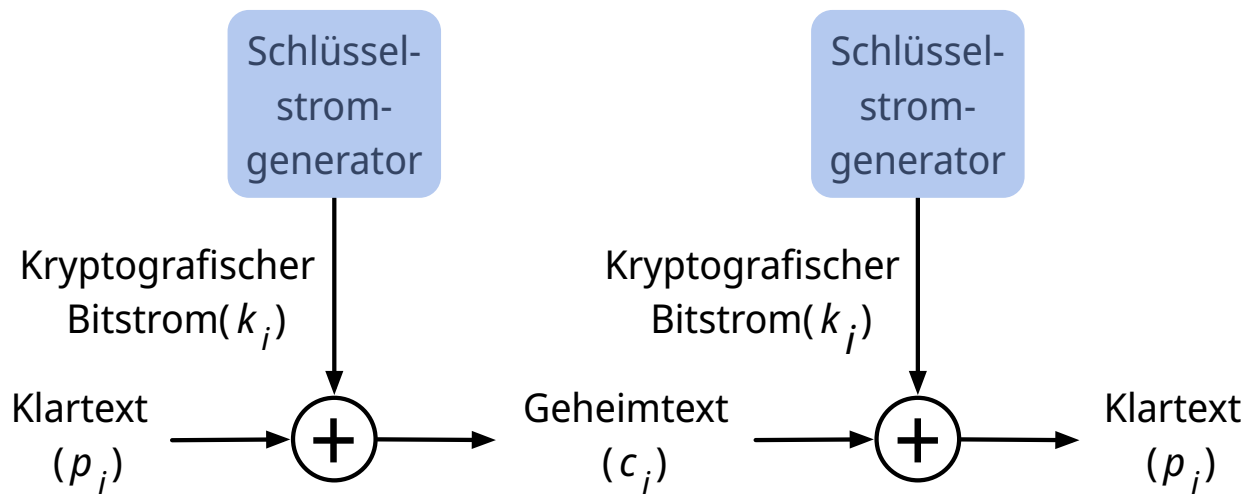 Schlüssel-
strom-
generator
Schlüssel-
strom-
generator
Kryptografischer
Bitstrom(k i)
Kryptografischer
Bitstrom(k i)
Klartext
(p i)
+
Geheimtext
(c i)
+
Klartext
(p i)